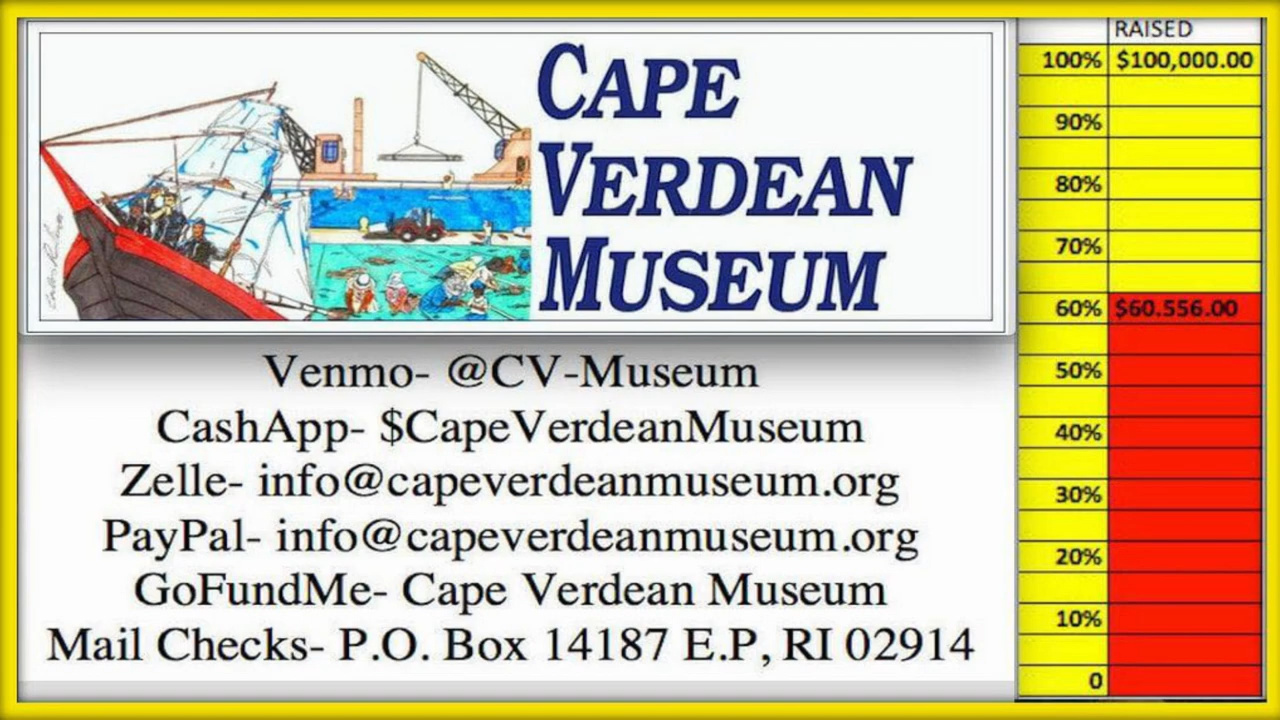 CAPE
VERDEAN
MUSEUM
Venmo- @CV-Museum
CashApp- $CapeVerdeanMuseum
Zelle- info@capeverdeanmuseum.org
PayPal- info@capeverdeanmuseum.org
GoFundMe- Cape Verdean Museum
Mail Checks- P.O. Box 14187 E.P, RI 02914
RAISED
100% $100,000.00
90%
80%
70%
60% $60.556.00
50%
40%
30%
20%
10%
0